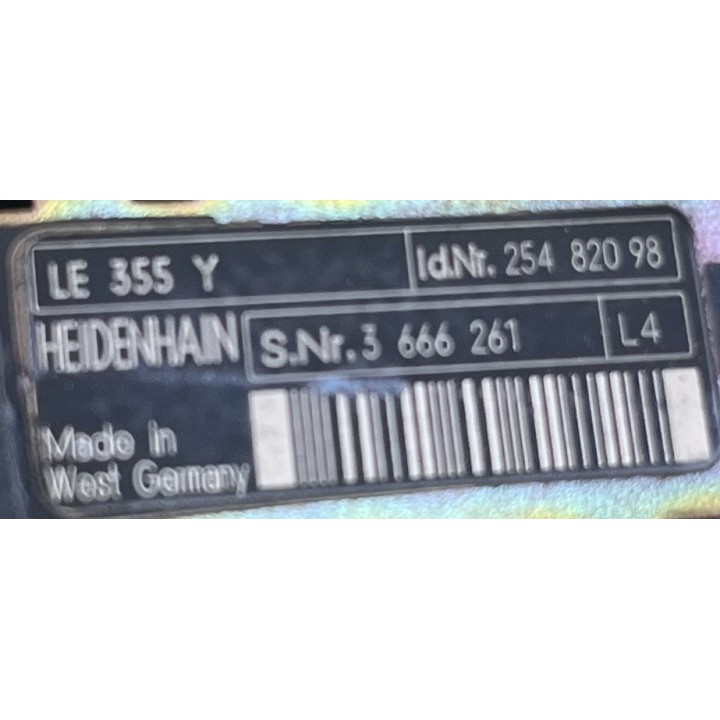 LE 355 Y Id.Nr. 254 820 98
HEIDENHAIN S.Nr. 3 666 261 L4
Made in
West Germany